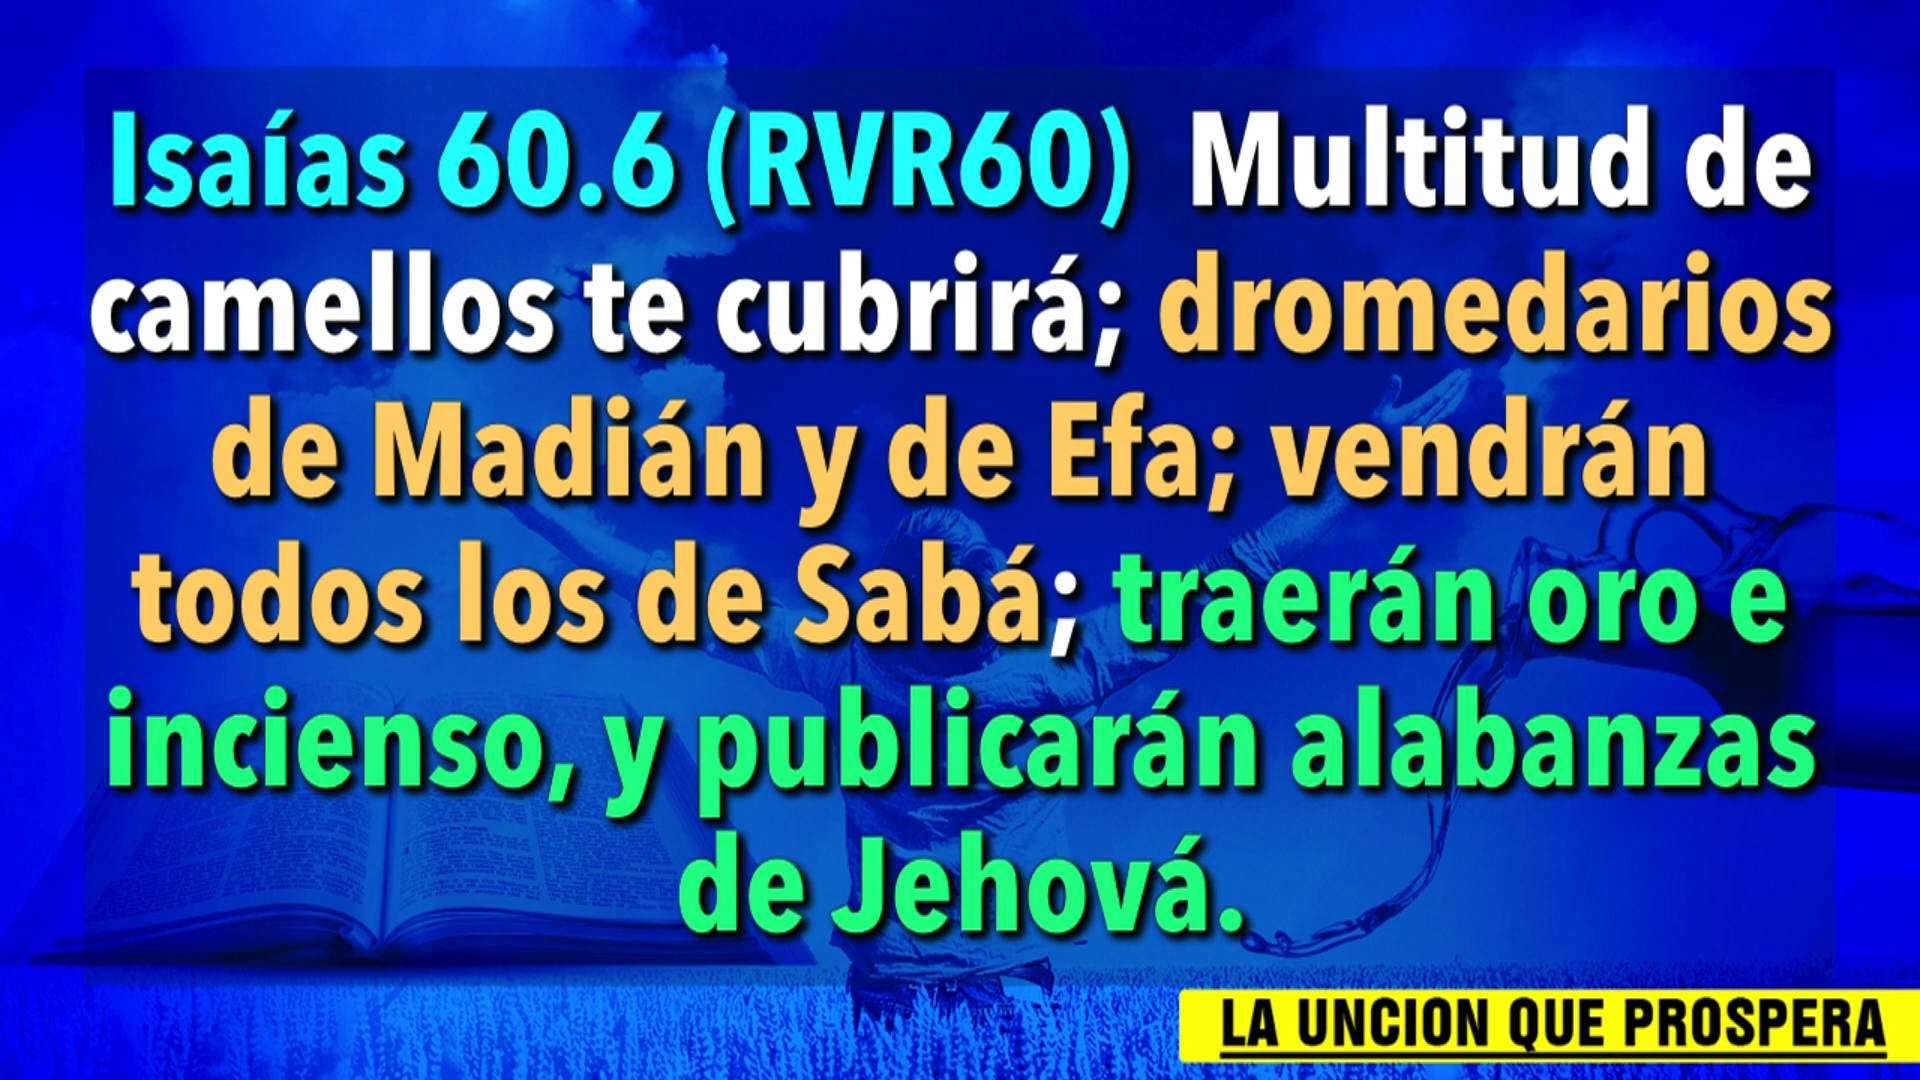 Isaías 60.6 (RVR60) Multitud de
camellos te cubrirá; dromedarios
de Madián y de Efa; vendrán
todos los de Sabá; traerán oro e
incienso, y publicarán alabanzas
de Jehová.
LA UNCION QUE PROSPERA